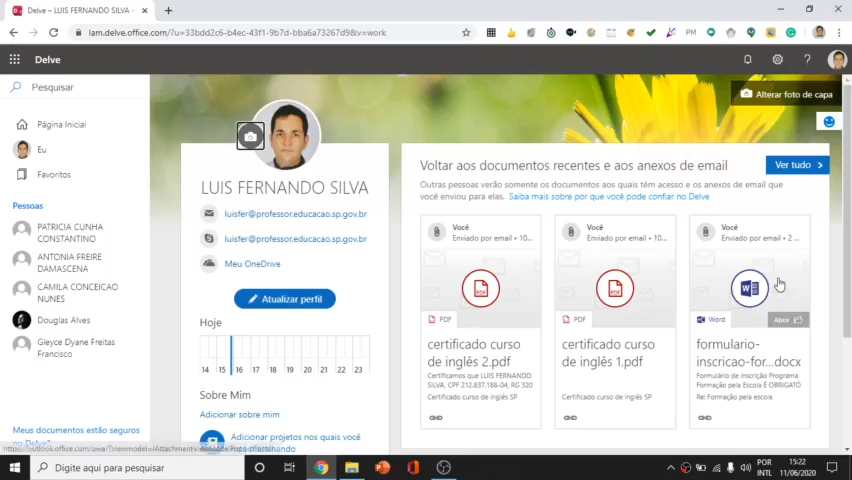 Delve – LUIS FERNANDO SILVA -
lam.delve.office.com/?u=33bdd2c6-b4ec-43f1-9b7d-bba6a73267d9&v=work
PM
Delve
Pesquisar
Alterar foto de capa
Página Inicial
Eu
Favoritos
Pessoas
PATRICIA CUNHA
CONSTANTINO
ANTONIA FREIRE
DAMASCENA
CAMILA CONCEICAO
NUNES
Douglas Alves
Gleyce Dyane Freitas
Francisco
Meus documentos estão seguros
no Delve?
LUIS FERNANDO SILVA
luisfer@professor.educacao.sp.gov.br
luisfer@professor.educacao.sp.gov.br
Meu OneDrive
Atualizar perfil
Hoje
14 15 16 17 18 19 20 21 22 23
Sobre Mim
Adicionar sobre mim
Adicionar projetos nos quais você
Voltar aos documentos recentes e aos anexos de email
Ver tudo
Outras pessoas verão somente os documentos aos quais têm acesso e os anexos de email que
você enviou para elas. Saiba mais sobre por que você pode confiar no Delve
Você
Enviado por email • 10...
PDF
PDF
certificado curso
de inglês 2.pdf
Certificamos que LUIS FERNANDO
SILVA, CPF 212.837.188-04, RG 320
Certificado curso de inglês SP
Você
Enviado por email • 10...
PDF
PDF
certificado curso
de inglês 1.pdf
Certificado curso de inglês SP
Você
Enviado por email • 2 ...
Word
Abrir
formulario-
inscricao-for...docx
Formulário de Inscrição Programa
Formação pela Escola É OBRIGATÓ
Re: Formação pela escola
Digite aqui para pesquisar
POR
INTL
15:22
11/06/2020